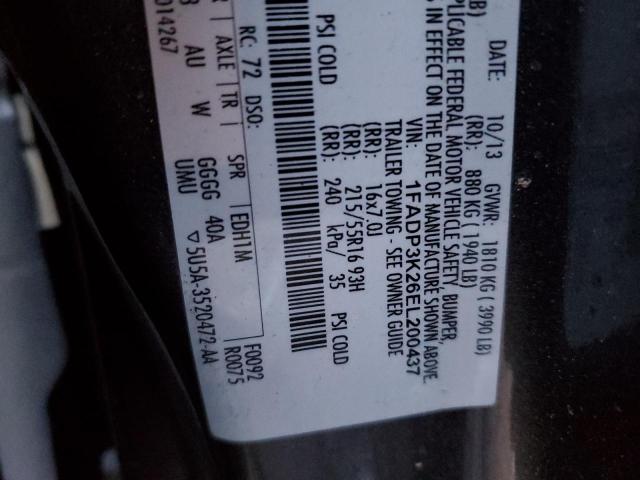 DATE: 10/13 GVWR: 1810 KG ( 3990 LB)
LB) (RR): 880 KG ( 1940 LB)
PLICABLE FEDERAL MOTOR VEHICLE SAFETY, BUMPER,
S IN EFFECT ON THE DATE OF MANUFACTURE SHOWN ABOVE.
VIN: 1FADP3K26EL200437
TRAILER TOWING - SEE OWNER GUIDE
(RR): 16x7.0J
215/55R16 93H
PSI COLD (RR): 240 kPa/ 35 PSI COLD
RC: 72 DSO: F0092
R0075
AXLE TR SPR EDH1M
AU W GGGG 40A
014267 UMU ▽5U5A-3520472-A4